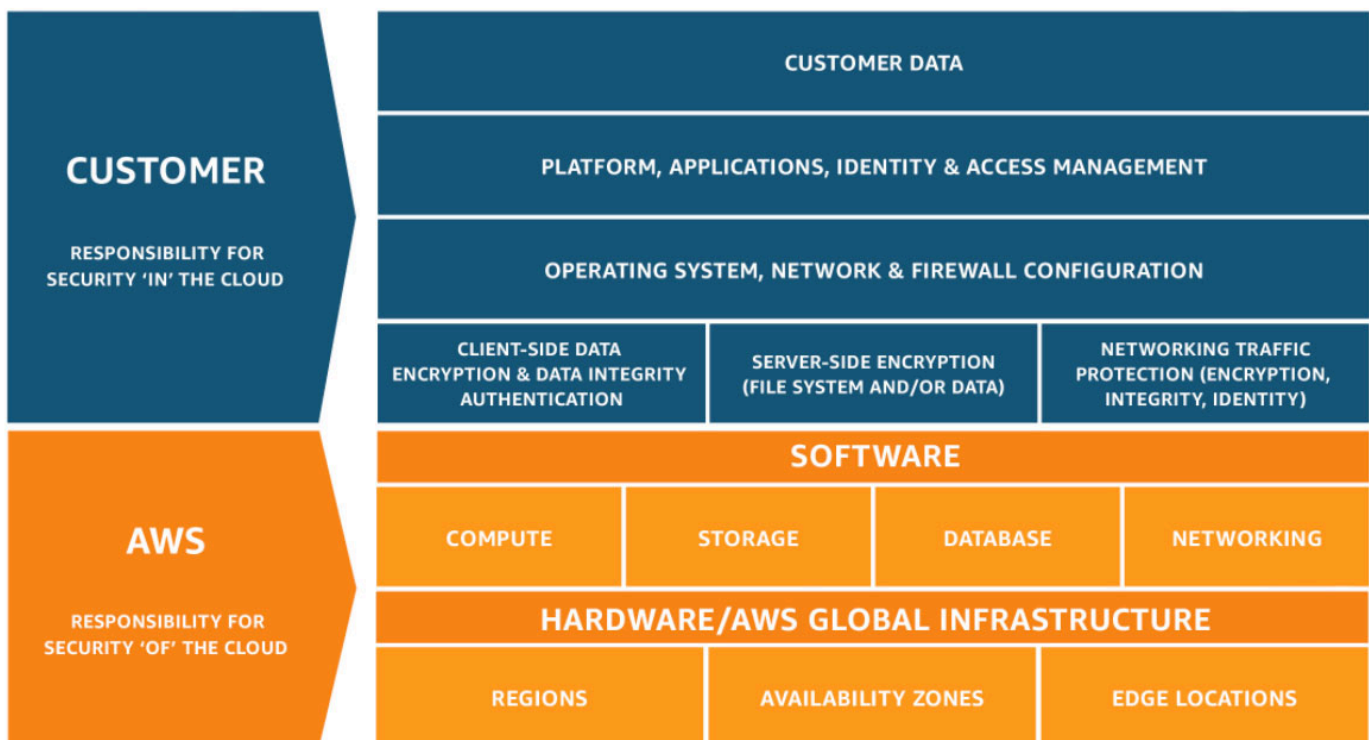 CUSTOMER
RESPONSIBILITY FOR
SECURITY ‘IN’ THE CLOUD
CUSTOMER DATA
PLATFORM, APPLICATIONS, IDENTITY & ACCESS MANAGEMENT
OPERATING SYSTEM, NETWORK & FIREWALL CONFIGURATION
CLIENT-SIDE DATA
ENCRYPTION & DATA INTEGRITY
AUTHENTICATION
SERVER-SIDE ENCRYPTION
(FILE SYSTEM AND/OR DATA)
NETWORKING TRAFFIC
PROTECTION (ENCRYPTION,
INTEGRITY, IDENTITY)
AWS
RESPONSIBILITY FOR
SECURITY ‘OF’ THE CLOUD
SOFTWARE
COMPUTE
STORAGE
DATABASE
NETWORKING
HARDWARE/AWS GLOBAL INFRASTRUCTURE
REGIONS
AVAILABILITY ZONES
EDGE LOCATIONS